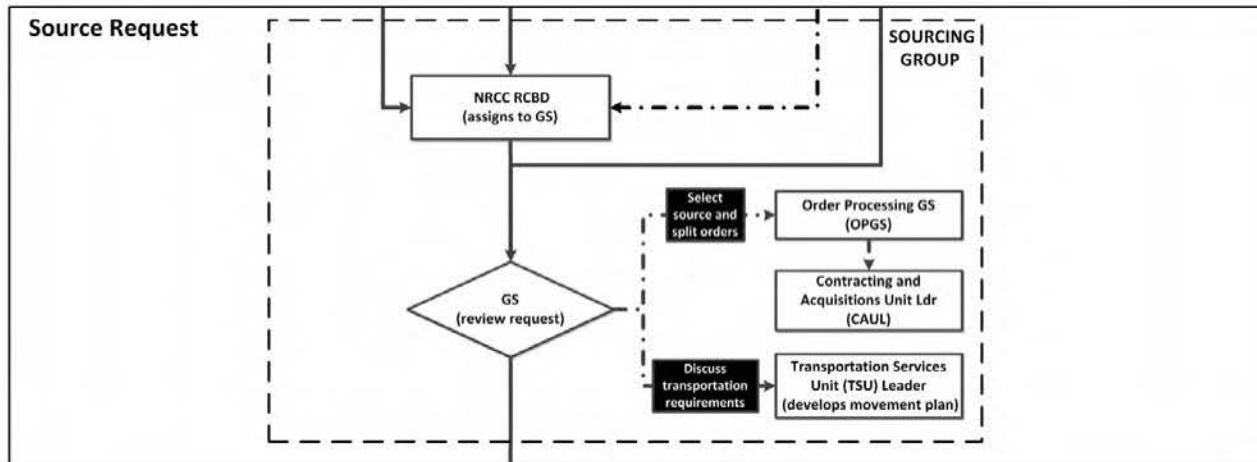 Source Request
SOURCING
GROUP
NRCC RCBD
(assigns to GS)
Select
source and
split orders
Order Processing GS
(OPGS)
Contracting and
Acquisitions Unit Ldr
(CAUL)
GS
(review request)
Discuss
transportation
requirements
Transportation Services
Unit (TSU) Leader
(develops movement plan)